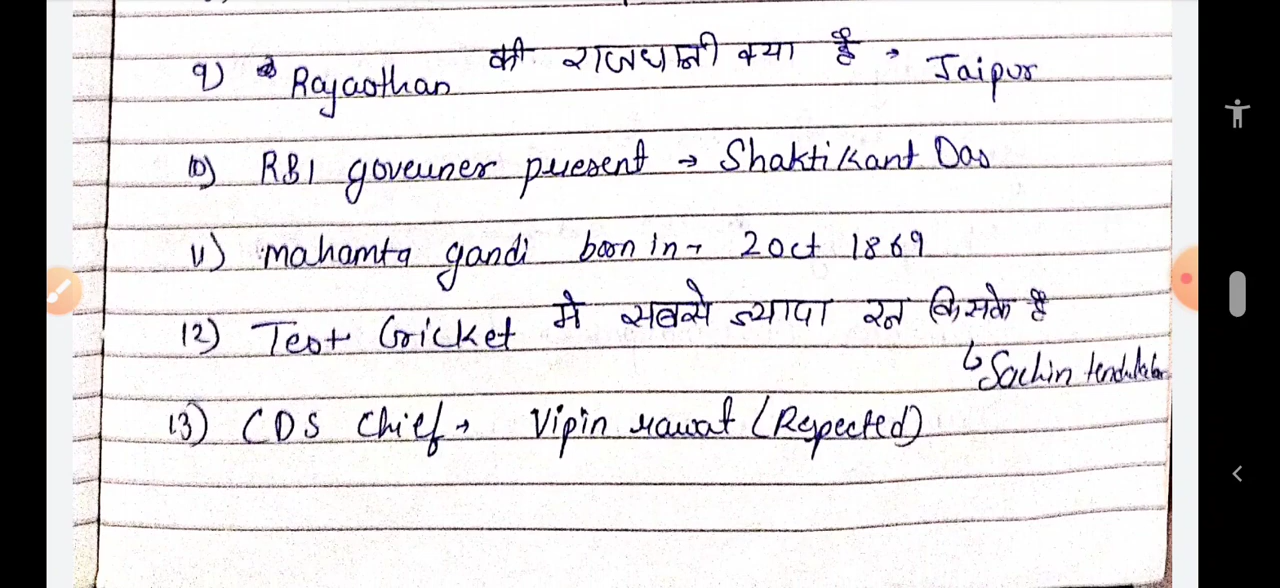 9) Rajasthan की राजधानी क्या है → Jaipur
10) RBI goveuner present → Shaktikant Das
11) mahamta gandi born in → 2 oct 1869
12) Test Cricket मे सबसे ज्यादा रन किसके है
↳ Sachin tendulkar
13) CDS Chief → Vipin rawat (Repected)